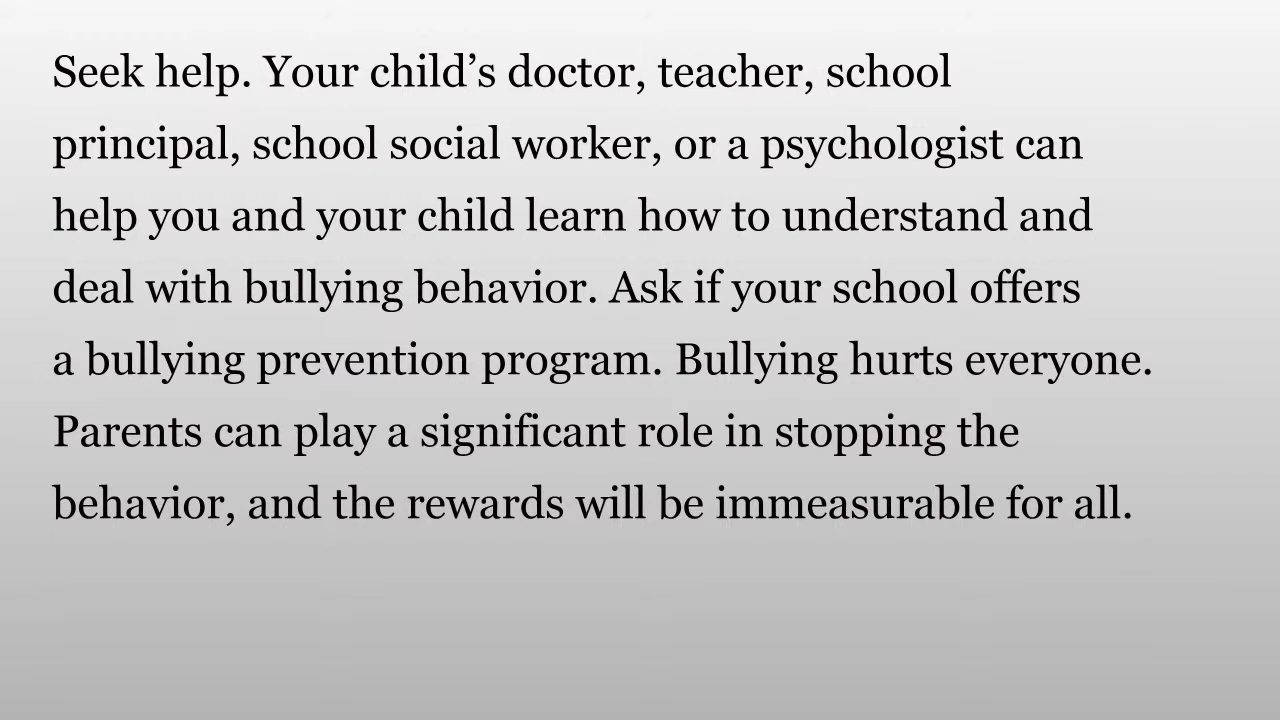 Seek help. Your child’s doctor, teacher, school
principal, school social worker, or a psychologist can
help you and your child learn how to understand and
deal with bullying behavior. Ask if your school offers
a bullying prevention program. Bullying hurts everyone.
Parents can play a significant role in stopping the
behavior, and the rewards will be immeasurable for all.